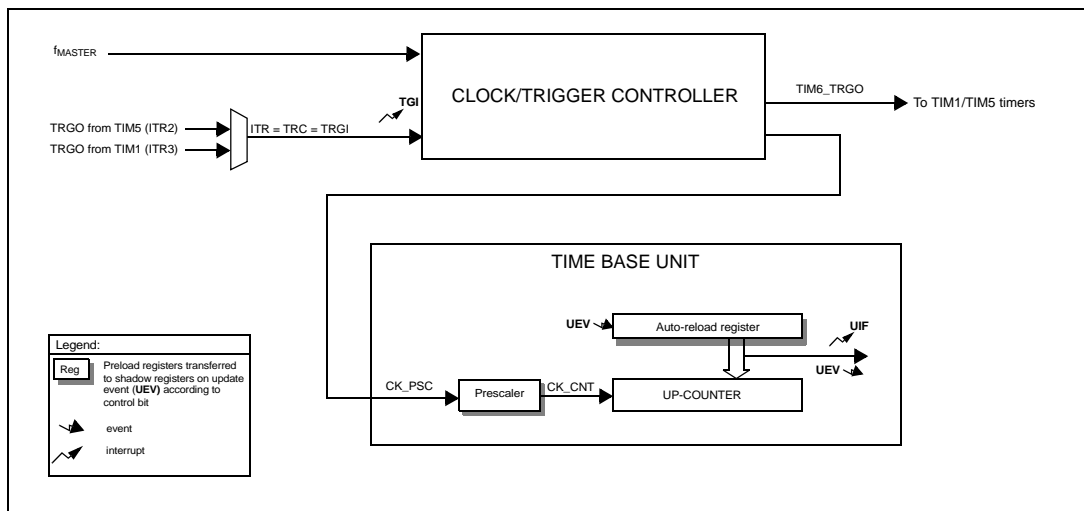 fMASTER
CLOCK/TRIGGER CONTROLLER
TIM6_TRGO
To TIM1/TIM5 timers
TGI
TRGO from TIM5 (ITR2)
ITR = TRC = TRGI
TRGO from TIM1 (ITR3)
TIME BASE UNIT
UEV
Auto-reload register
UIF
UEV
CK_PSC
Prescaler
CK_CNT
UP-COUNTER
Legend:
Reg
Preload registers transferred
to shadow registers on update
event (UEV) according to
control bit
event
interrupt